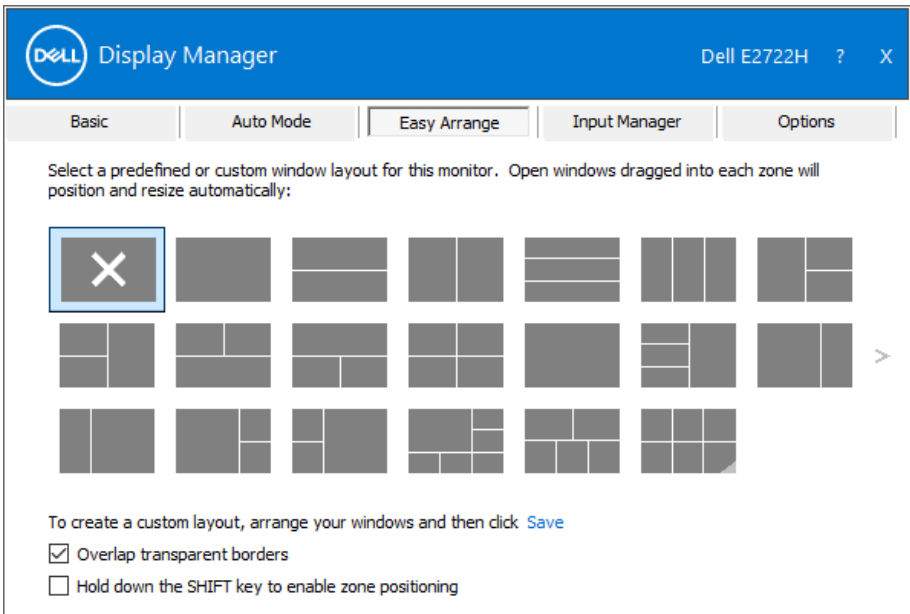 DELL Display Manager Dell E2722H ? X
Basic Auto Mode Easy Arrange Input Manager Options
Select a predefined or custom window layout for this monitor. Open windows dragged into each zone will
position and resize automatically:
>
To create a custom layout, arrange your windows and then click Save
Overlap transparent borders
Hold down the SHIFT key to enable zone positioning